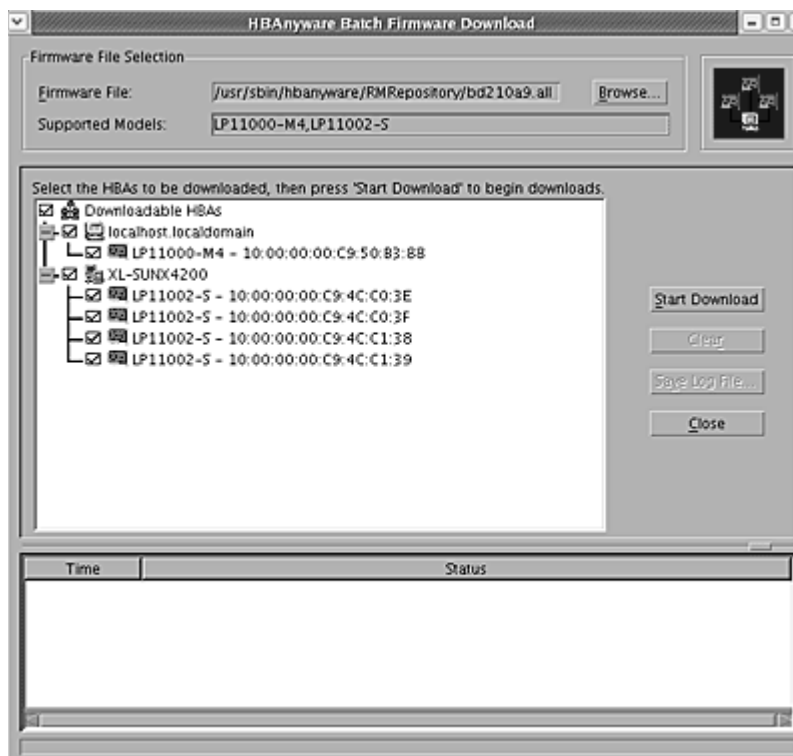 HBAnyware Batch Firmware Download
Firmware File Selection
Firmware File: /usr/sbin/hbanyware/RMRepository/bd210a9.all Browse...
Supported Models: LP11000-M4,LP11002-S
Select the HBAs to be downloaded, then press 'Start Download' to begin downloads.
Downloadable HBAs
localhost.localdomain
LP11000-M4 - 10:00:00:00:C9:50:B3:88
XL-SUNX4200
LP11002-S - 10:00:00:00:C9:4C:C0:3E
LP11002-S - 10:00:00:00:C9:4C:C0:3F
LP11002-S - 10:00:00:00:C9:4C:C1:38
LP11002-S - 10:00:00:00:C9:4C:C1:39
Start Download
Clear
Save Log File...
Close
Time Status